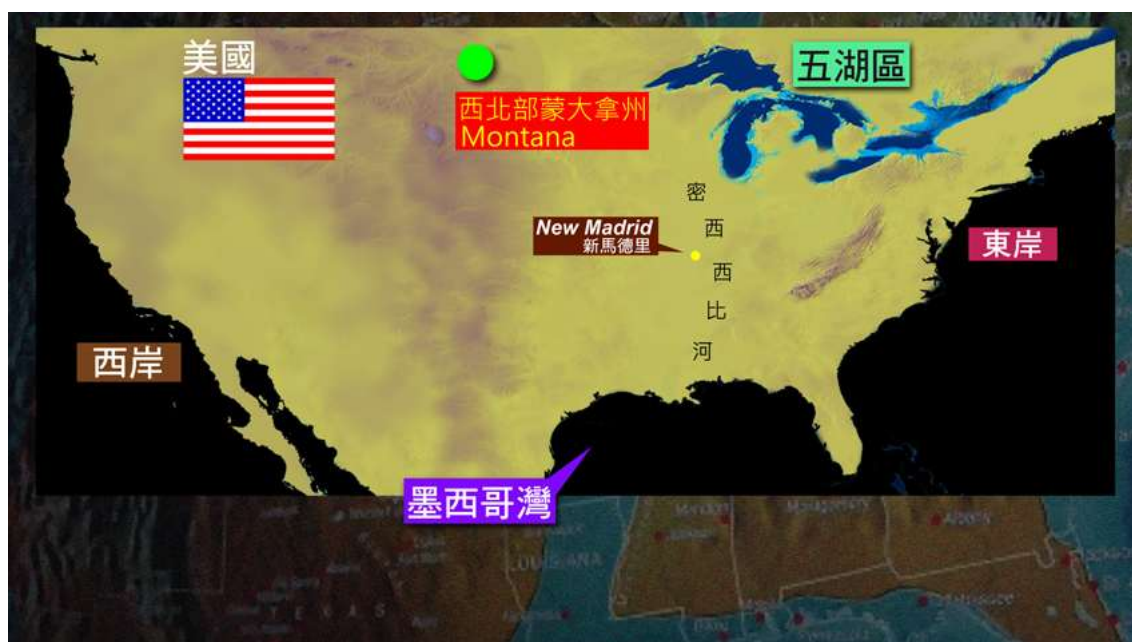 美國
西北部蒙大拿州
Montana
五湖區
密西西比河
New Madrid
新馬德里
東岸
西岸
墨西哥灣
LOUISIANA
TEXAS